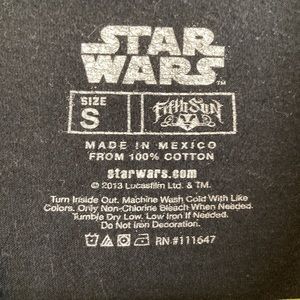 STAR
WARS™
SIZE
S
FIFTHSUN
MADE IN MEXICO
FROM 100% COTTON
starwars.com
© 2013 Lucasfilm Ltd. & TM.
Turn Inside Out. Machine Wash Cold With Like
Colors. Only Non-Chlorine Bleach When Needed.
Tumble Dry Low. Low Iron if Needed.
Do Not Iron Decoration.
RN #111647